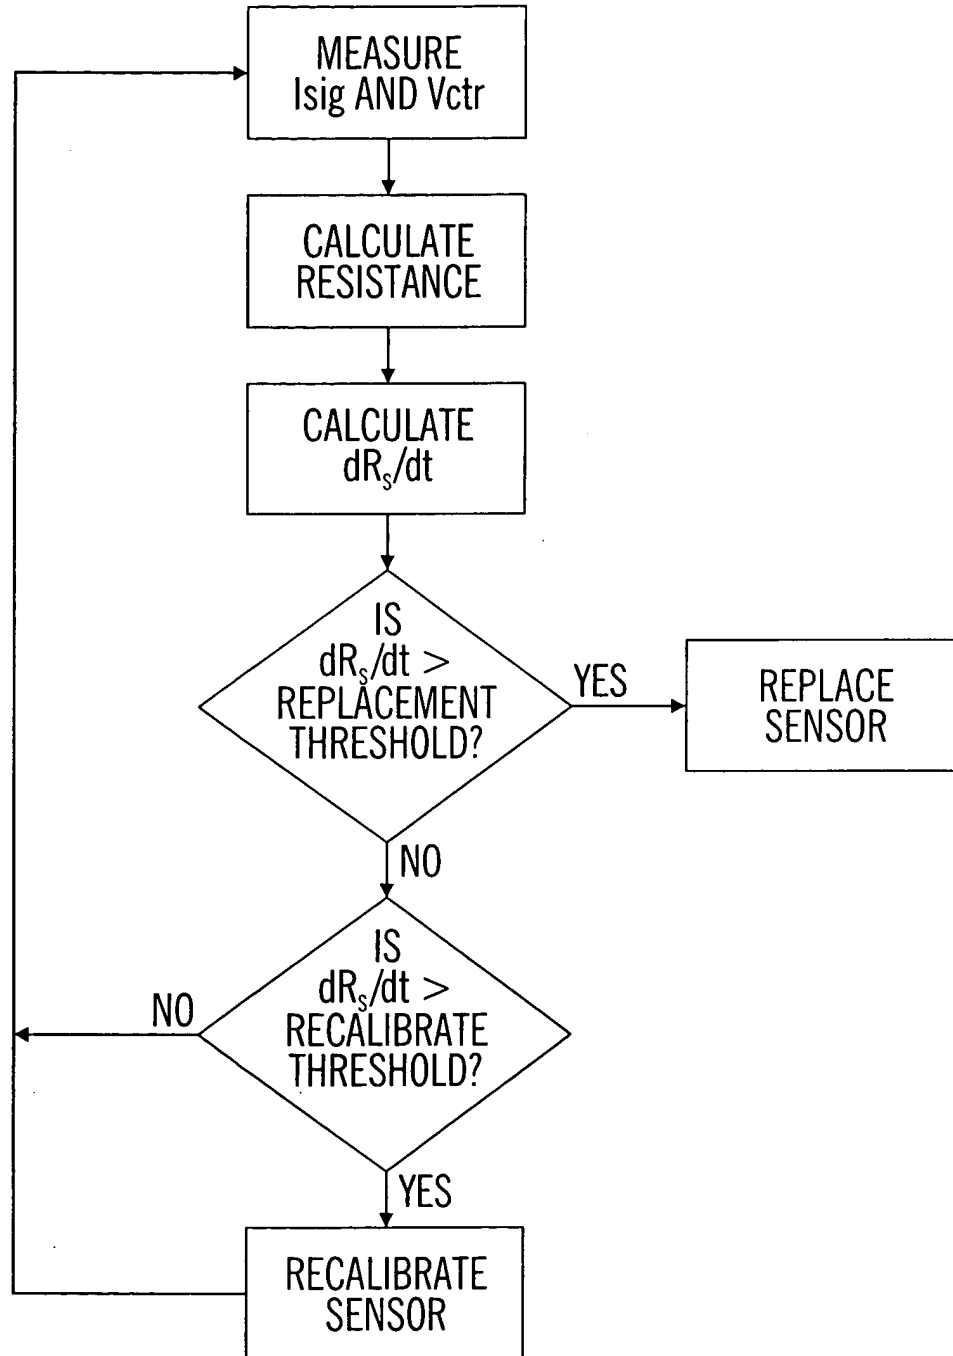 MEASURE
Isig AND Vctr
CALCULATE
RESISTANCE
CALCULATE
dRs/dt
IS
dRs/dt >
REPLACEMENT
THRESHOLD?
YES
REPLACE
SENSOR
NO
IS
dRs/dt >
RECALIBRATE
THRESHOLD?
NO
YES
RECALIBRATE
SENSOR